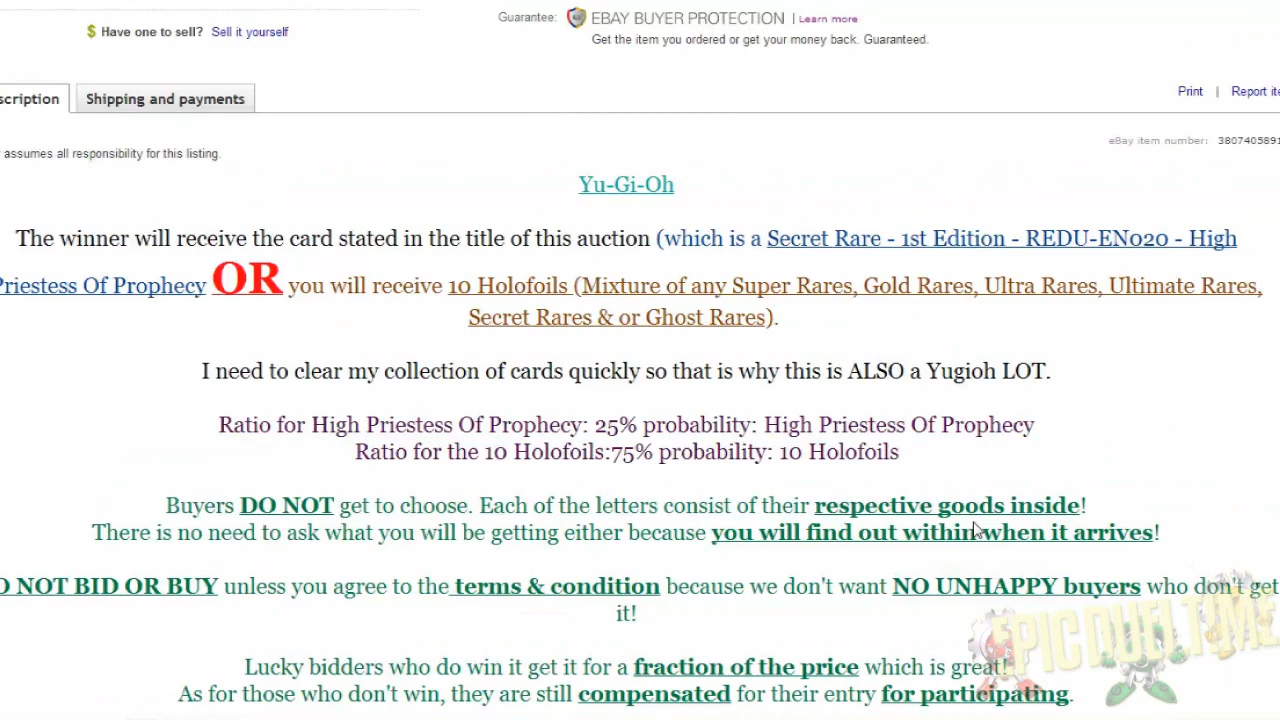 $ Have one to sell? Sell it yourself
Guarantee: EBAY BUYER PROTECTION | Learn more
Get the item you ordered or get your money back. Guaranteed.
scription Shipping and payments
Print | Report ite
assumes all responsibility for this listing.
eBay item number: 3807405891
Yu-Gi-Oh
The winner will receive the card stated in the title of this auction (which is a Secret Rare - 1st Edition - REDU-EN020 - High
Priestess Of Prophecy OR you will receive 10 Holofoils (Mixture of any Super Rares, Gold Rares, Ultra Rares, Ultimate Rares,
Secret Rares & or Ghost Rares).
I need to clear my collection of cards quickly so that is why this is ALSO a Yugioh LOT.
Ratio for High Priestess Of Prophecy: 25% probability: High Priestess Of Prophecy
Ratio for the 10 Holofoils:75% probability: 10 Holofoils
Buyers DO NOT get to choose. Each of the letters consist of their respective goods inside!
There is no need to ask what you will be getting either because you will find out within when it arrives!
O NOT BID OR BUY unless you agree to the terms & condition because we don't want NO UNHAPPY buyers who don't get
it!
Lucky bidders who do win it get it for a fraction of the price which is great!
As for those who don't win, they are still compensated for their entry for participating.
EPIC DUEL TIME